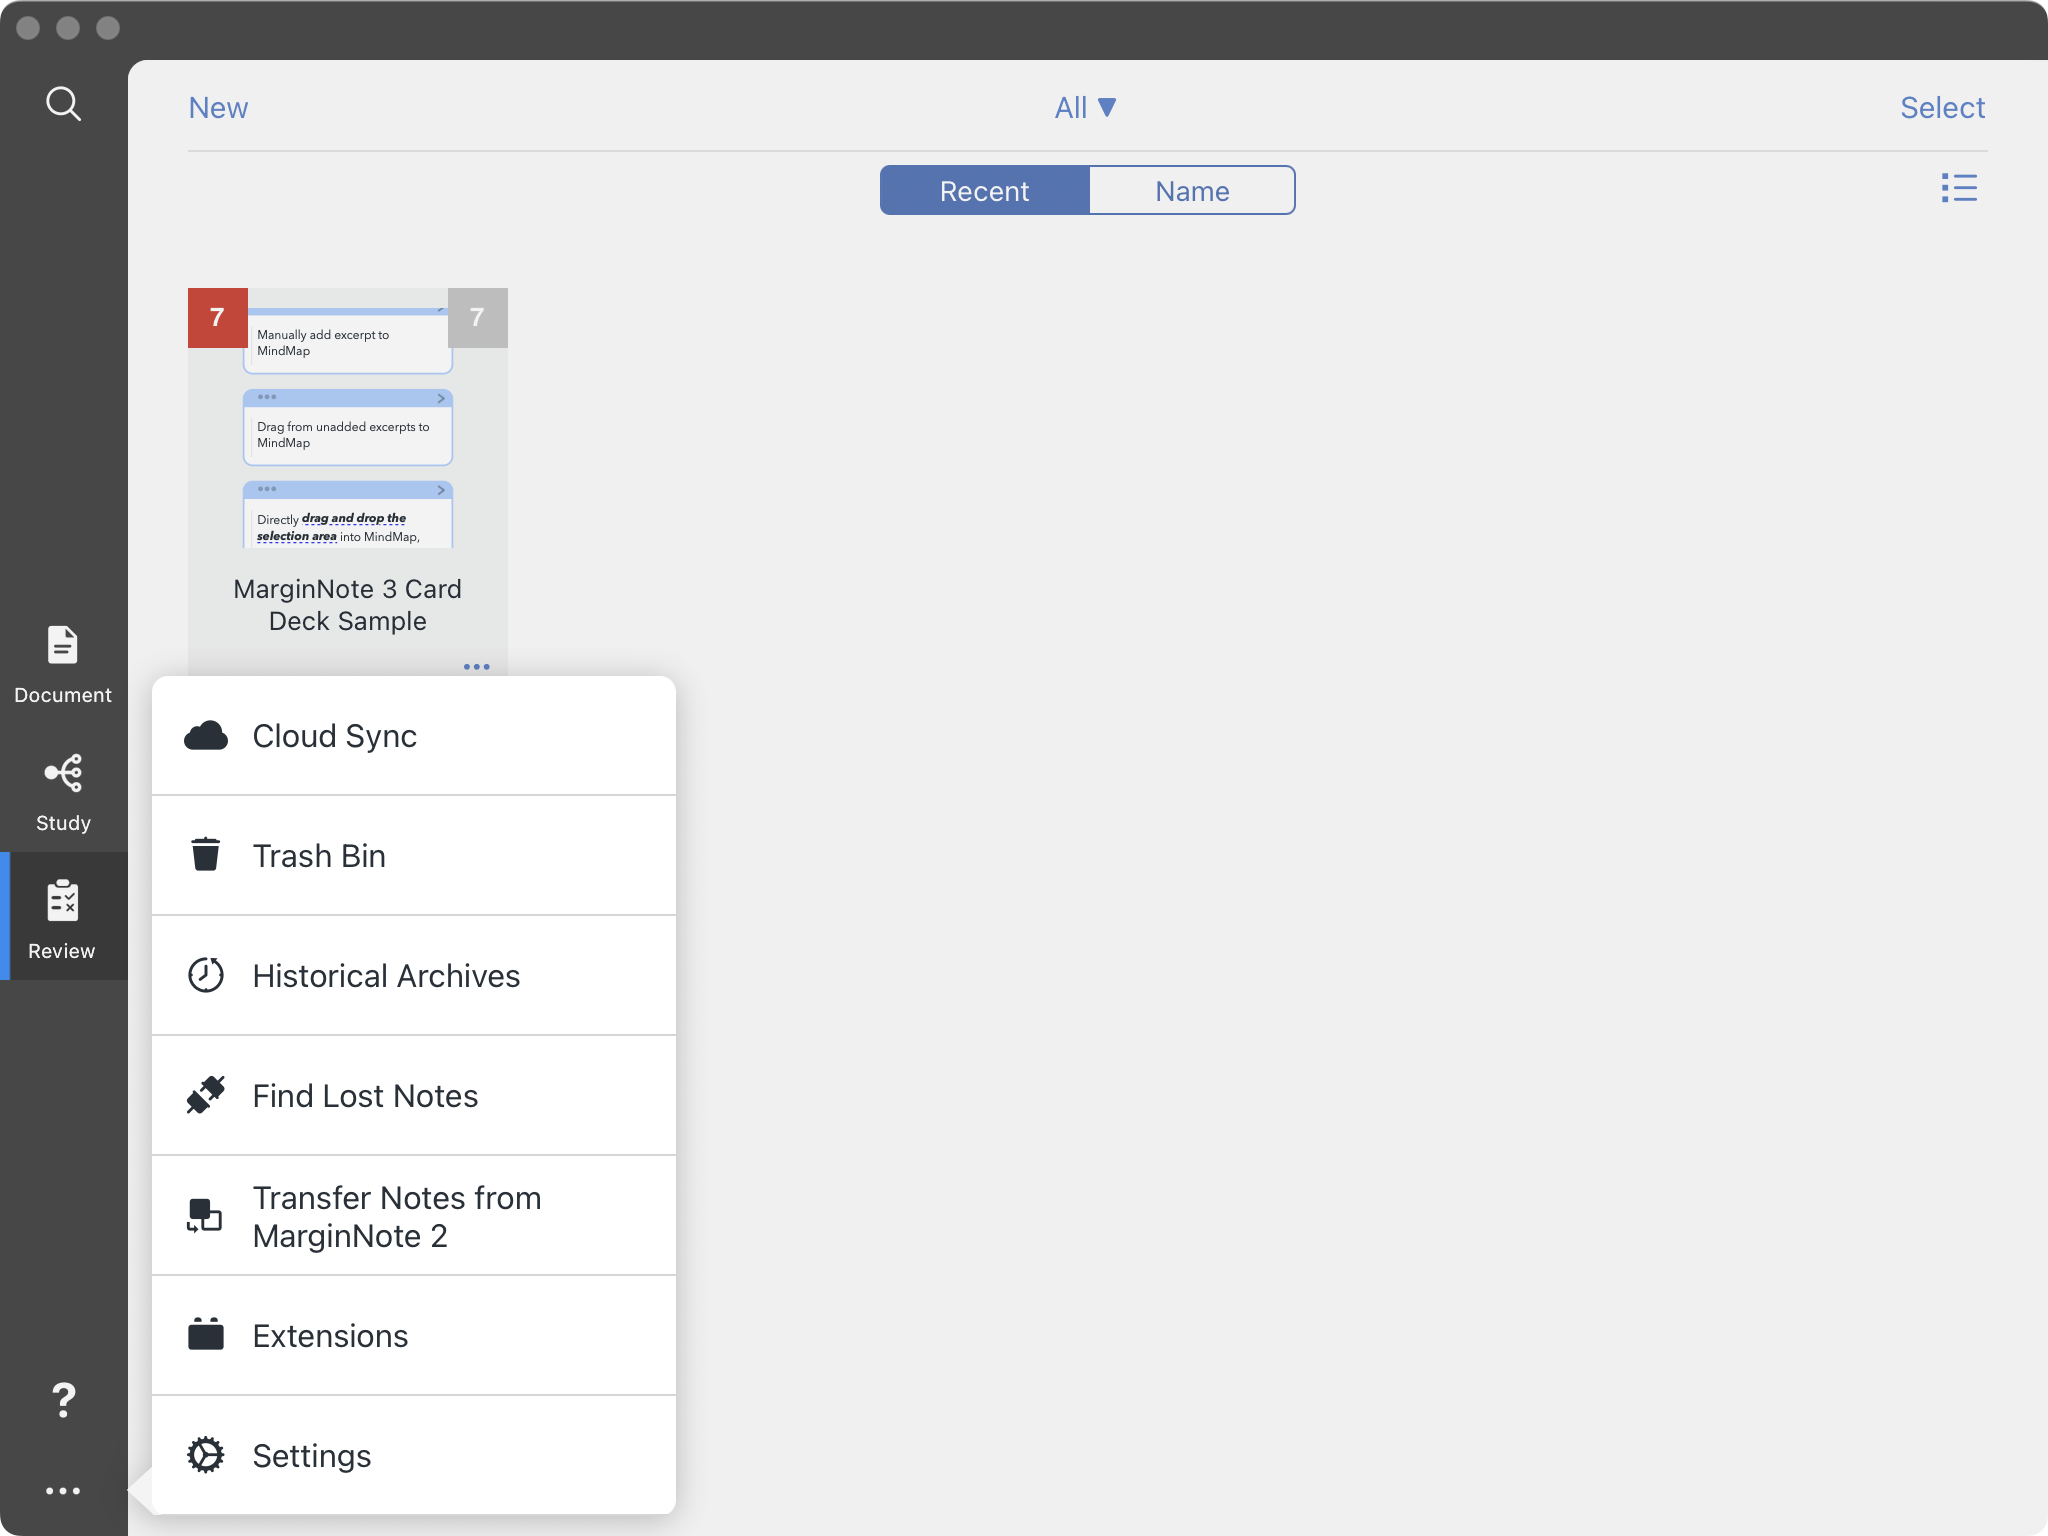 New
All ▼
Select
Recent
Name
7
7
Manually add excerpt to
MindMap
Drag from unadded excerpts to
MindMap
Directly drag and drop the
selection area into MindMap,
MarginNote 3 Card
Deck Sample
Document
Study
Review
Cloud Sync
Trash Bin
Historical Archives
Find Lost Notes
Transfer Notes from
MarginNote 2
Extensions
Settings
?